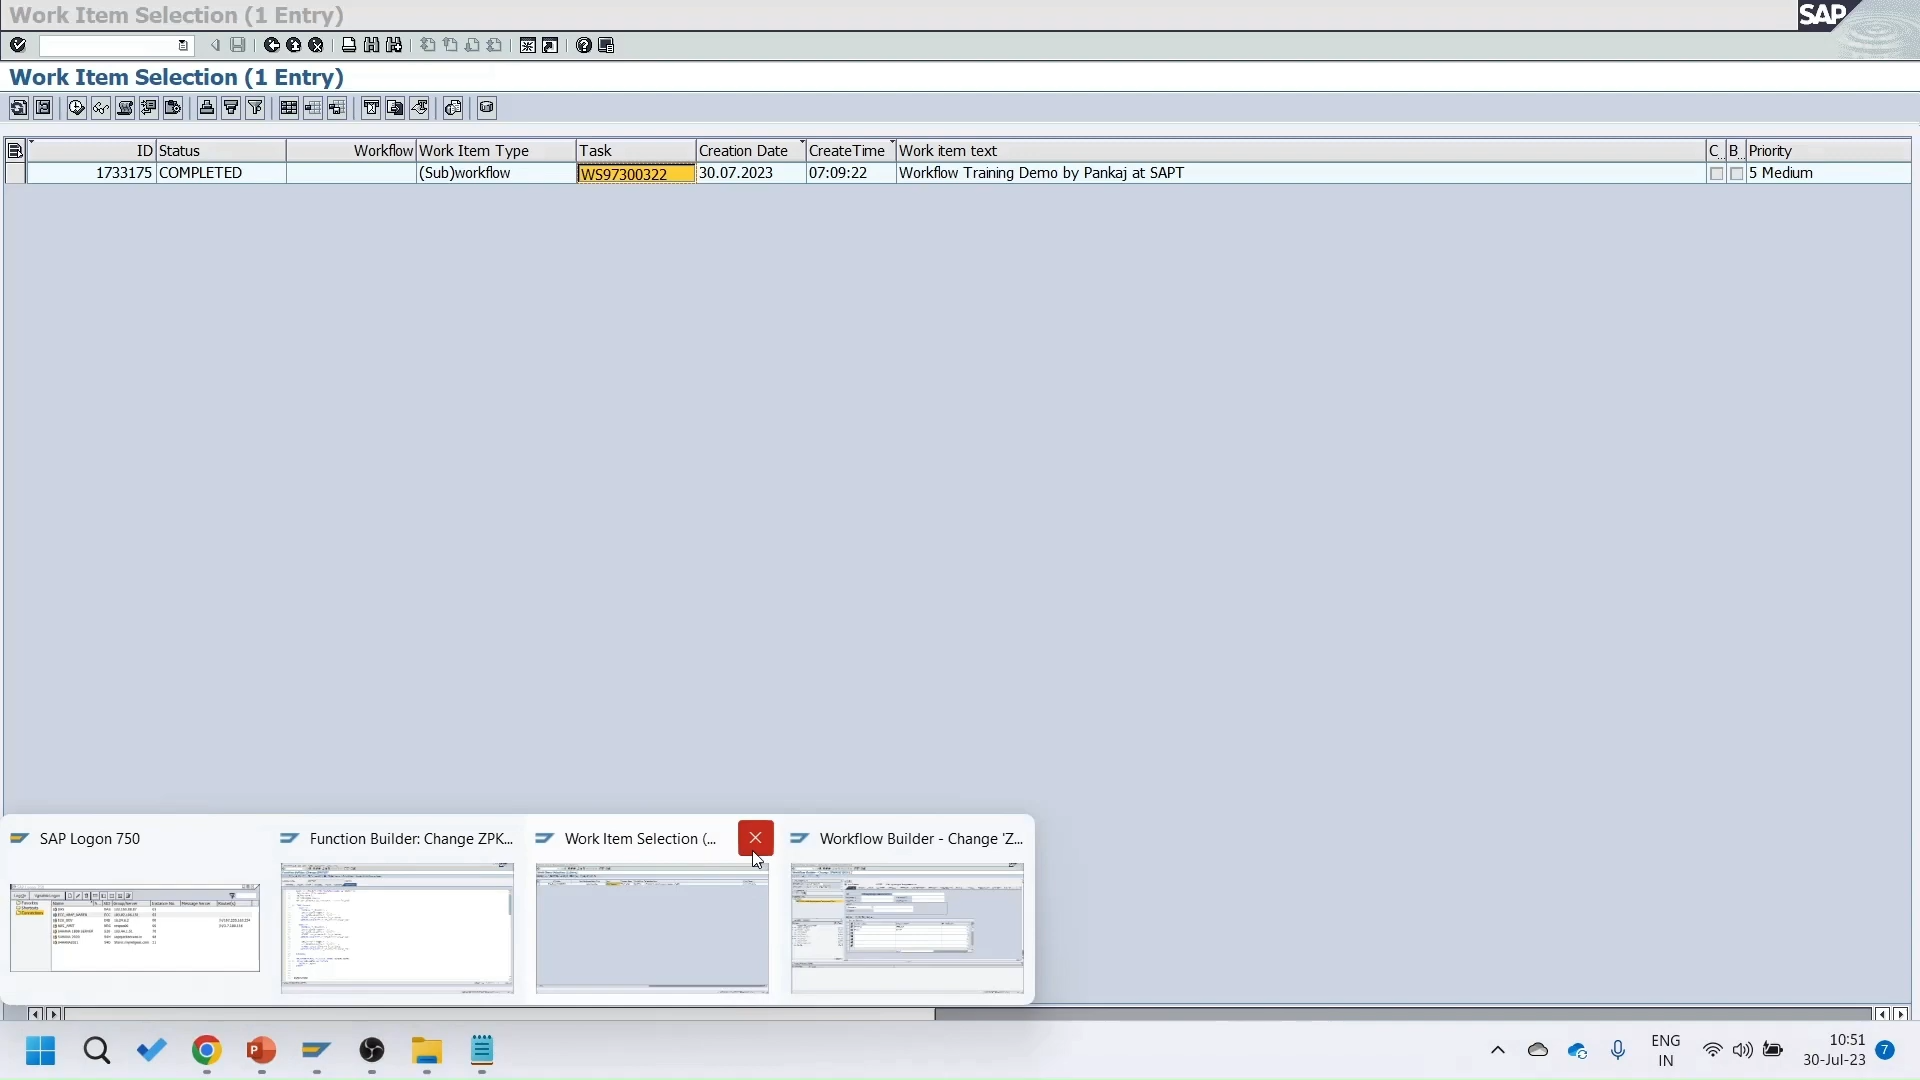 Work Item Selection (1 Entry)
SAP
Work Item Selection (1 Entry)
ID Status Workflow Work Item Type Task Creation Date CreateTime Work item text C.. B.. Priority
1733175 COMPLETED (Sub)workflow WS97300322 30.07.2023 07:09:22 Workflow Training Demo by Pankaj at SAPT 5 Medium
SAP Logon 750 Function Builder: Change ZPK... Work Item Selection (... Workflow Builder - Change 'Z...
ENG 10:51
IN 30-Jul-23 7